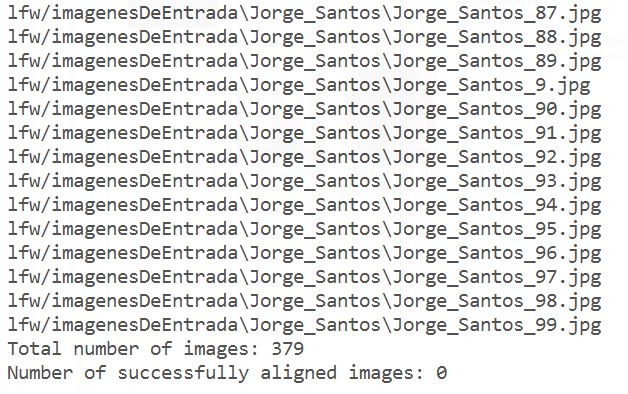 lfw/imagenesDeEntrada\Jorge_Santos\Jorge_Santos_87.jpg
lfw/imagenesDeEntrada\Jorge_Santos\Jorge_Santos_88.jpg
lfw/imagenesDeEntrada\Jorge_Santos\Jorge_Santos_89.jpg
lfw/imagenesDeEntrada\Jorge_Santos\Jorge_Santos_9.jpg
lfw/imagenesDeEntrada\Jorge_Santos\Jorge_Santos_90.jpg
lfw/imagenesDeEntrada\Jorge_Santos\Jorge_Santos_91.jpg
lfw/imagenesDeEntrada\Jorge_Santos\Jorge_Santos_92.jpg
lfw/imagenesDeEntrada\Jorge_Santos\Jorge_Santos_93.jpg
lfw/imagenesDeEntrada\Jorge_Santos\Jorge_Santos_94.jpg
lfw/imagenesDeEntrada\Jorge_Santos\Jorge_Santos_95.jpg
lfw/imagenesDeEntrada\Jorge_Santos\Jorge_Santos_96.jpg
lfw/imagenesDeEntrada\Jorge_Santos\Jorge_Santos_97.jpg
lfw/imagenesDeEntrada\Jorge_Santos\Jorge_Santos_98.jpg
lfw/imagenesDeEntrada\Jorge_Santos\Jorge_Santos_99.jpg
Total number of images: 379
Number of successfully aligned images: 0